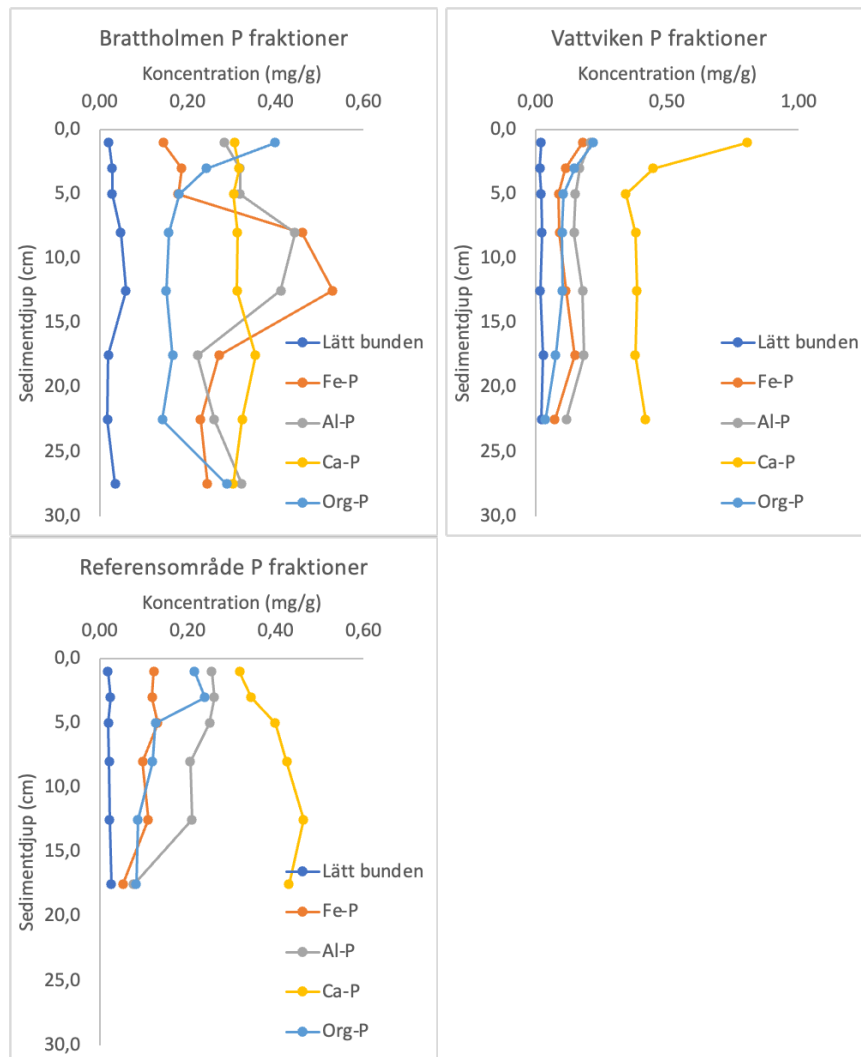 Brattholmen P fraktioner
Koncentration (mg/g)
0,00 0,20 0,40 0,60
0,0
5,0
10,0
15,0
20,0
25,0
30,0
Sedimentdjup (cm)
Lätt bunden
Fe-P
Al-P
Ca-P
Org-P
Vattviken P fraktioner
Koncentration (mg/g)
0,00 0,50 1,00
0,0
5,0
10,0
15,0
20,0
25,0
30,0
Sedimentdjup (cm)
Lätt bunden
Fe-P
Al-P
Ca-P
Org-P
Referensområde P fraktioner
Koncentration (mg/g)
0,00 0,20 0,40 0,60
0,0
5,0
10,0
15,0
20,0
25,0
30,0
Sedimentdjup (cm)
Lätt bunden
Fe-P
Al-P
Ca-P
Org-P